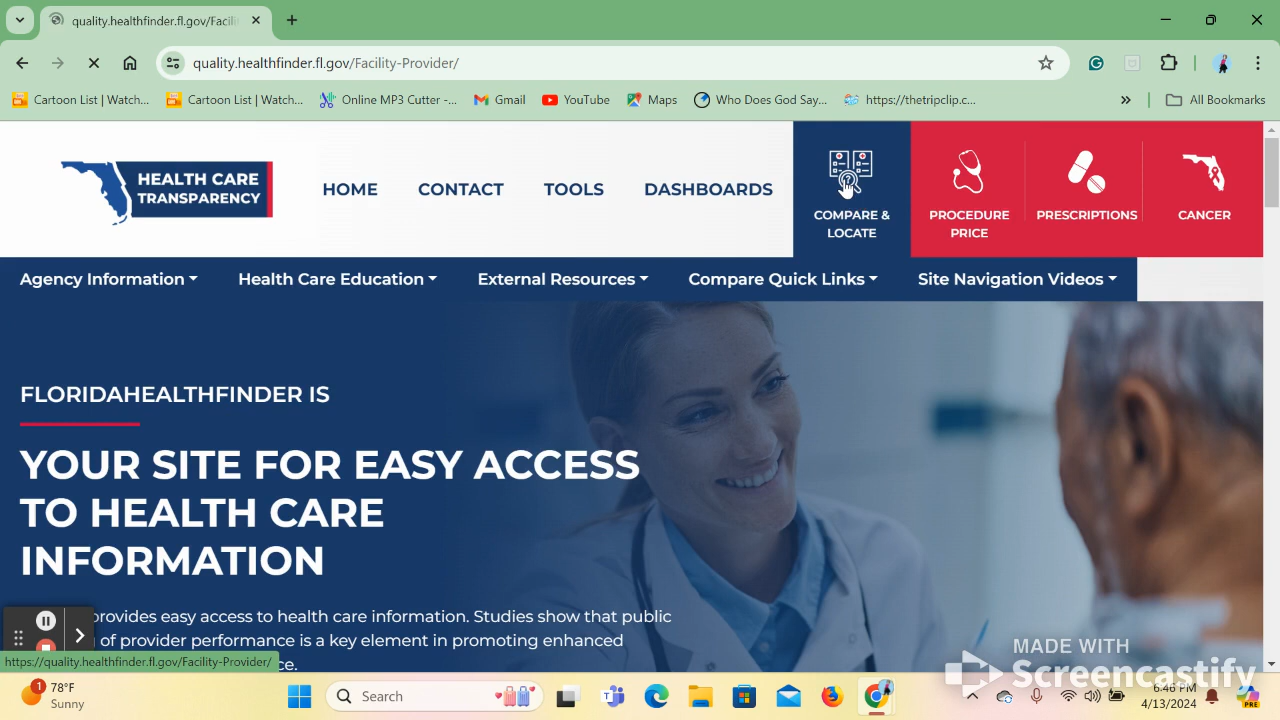 quality.healthfinder.fl.gov/Facili
quality.healthfinder.fl.gov/Facility-Provider/
Cartoon List | Watch...
Cartoon List | Watch...
Online MP3 Cutter -...
Gmail
YouTube
Maps
Who Does God Say...
https://thetripclip.c...
»
All Bookmarks
HEALTH CARE
TRANSPARENCY
HOME
CONTACT
TOOLS
DASHBOARDS
COMPARE &
LOCATE
PROCEDURE
PRICE
PRESCRIPTIONS
CANCER
Agency Information
Health Care Education
External Resources
Compare Quick Links
Site Navigation Videos
FLORIDAHEALTHFINDER IS
YOUR SITE FOR EASY ACCESS
TO HEALTH CARE
INFORMATION
provides easy access to health care information. Studies show that public
of provider performance is a key element in promoting enhanced
ce.
https://quality.healthfinder.fl.gov/Facility-Provider/
MADE WITH
Screencastify
1
78°F
Sunny
Search
6:46 PM
4/13/2024
PRE